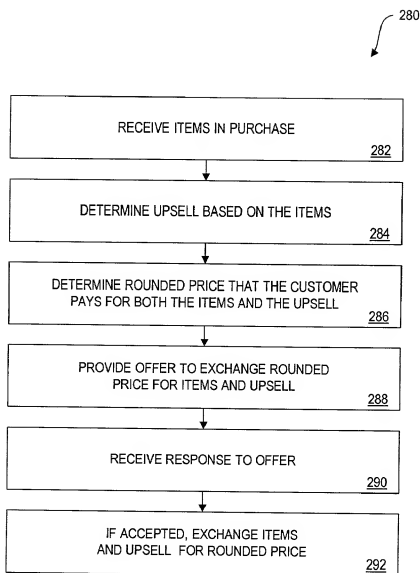 280
RECEIVE ITEMS IN PURCHASE
282
DETERMINE UPSELL BASED ON THE ITEMS
284
DETERMINE ROUNDED PRICE THAT THE CUSTOMER
PAYS FOR BOTH THE ITEMS AND THE UPSELL
286
PROVIDE OFFER TO EXCHANGE ROUNDED
PRICE FOR ITEMS AND UPSELL
288
RECEIVE RESPONSE TO OFFER
290
IF ACCEPTED, EXCHANGE ITEMS
AND UPSELL FOR ROUNDED PRICE
292